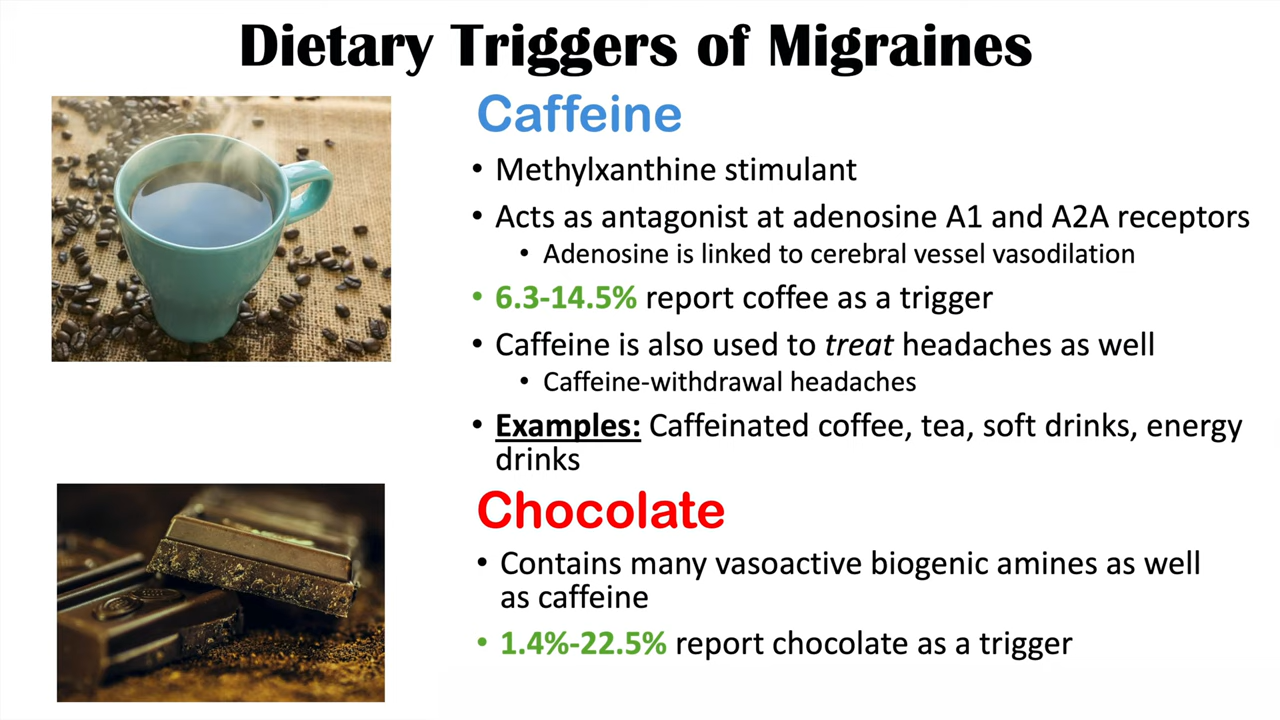 Dietary Triggers of Migraines
Caffeine
• Methylxanthine stimulant
• Acts as antagonist at adenosine A1 and A2A receptors
• Adenosine is linked to cerebral vessel vasodilation
• 6.3-14.5% report coffee as a trigger
• Caffeine is also used to treat headaches as well
• Caffeine-withdrawal headaches
• Examples: Caffeinated coffee, tea, soft drinks, energy
drinks
Chocolate
• Contains many vasoactive biogenic amines as well
as caffeine
• 1.4%-22.5% report chocolate as a trigger